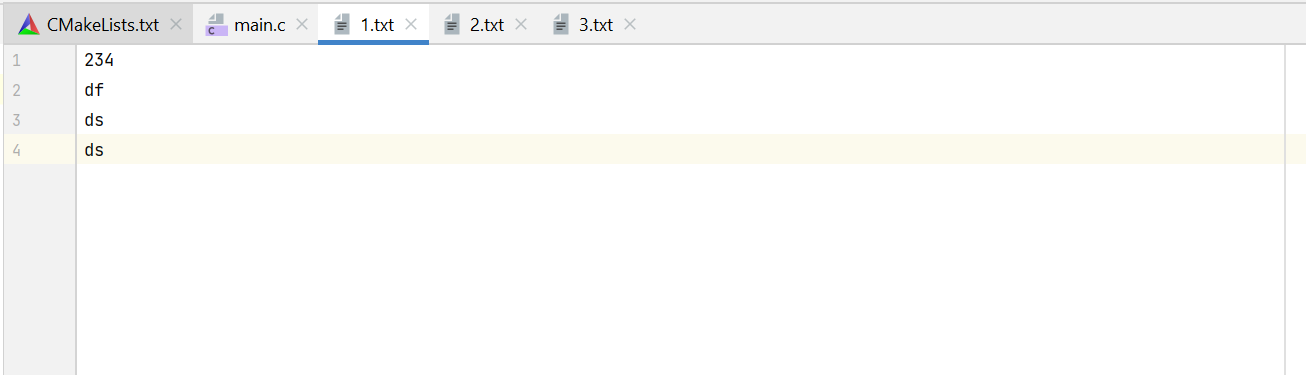 CMakeLists.txt main.c 1.txt 2.txt 3.txt
1 234
2 df
3 ds
4 ds